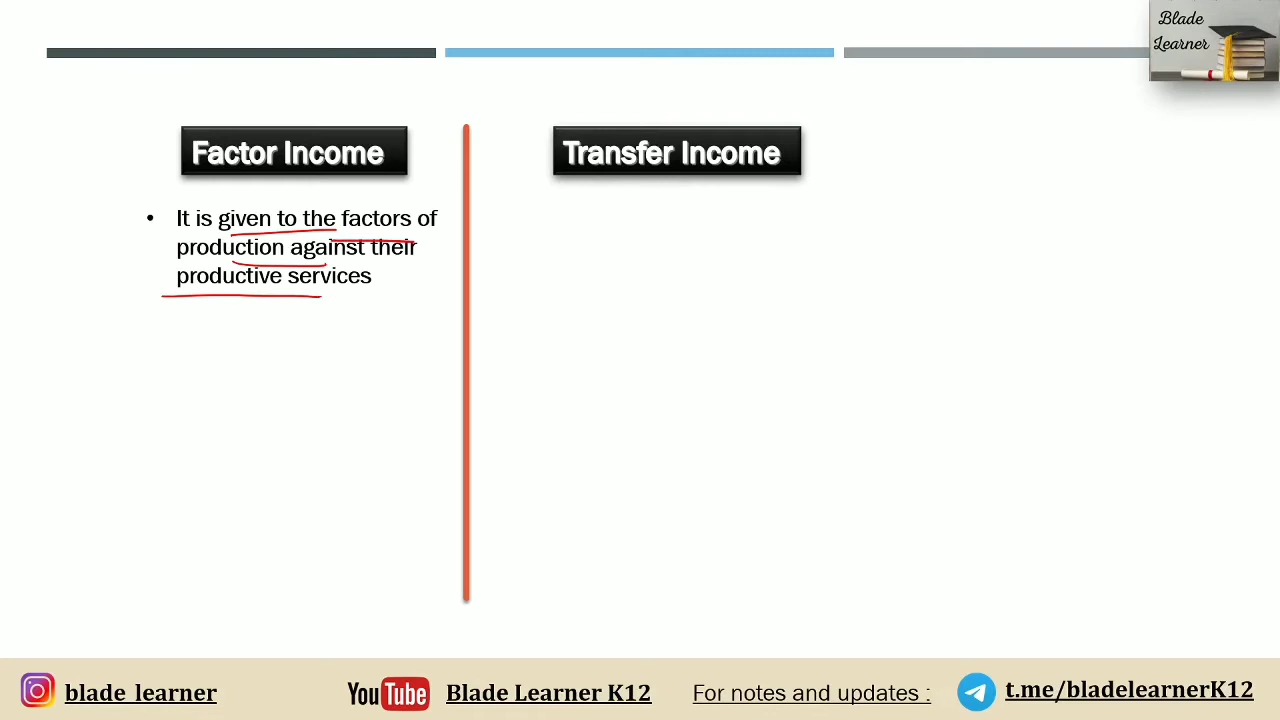 Blade
Learner
Factor Income
Transfer Income
• It is given to the factors of
production against their
productive services
blade_learner
YouTube
Blade Learner K12
For notes and updates :
t.me/bladelearnerK12